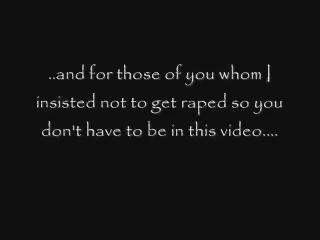 ..and for those of you whom I
insisted not to get raped so you
don't have to be in this video....